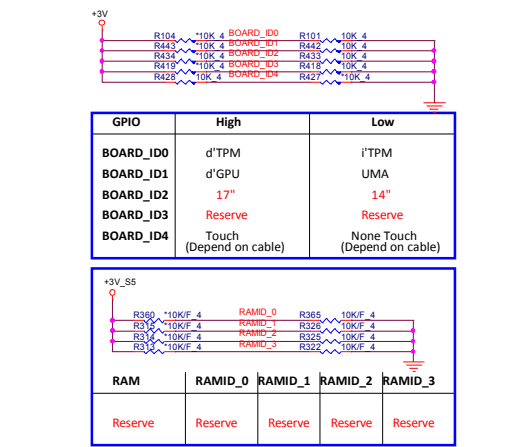 +3V
R104 *10K_4 BOARD_ID0 R101 10K_4
R443 *10K_4 BOARD_ID1 R442 10K_4
R434 *10K_4 BOARD_ID2 R433 10K_4
R419 *10K_4 BOARD_ID3 R418 10K_4
R428 10K_4 BOARD_ID4 R427 *10K_4
GPIO High Low
BOARD_ID0 d'TPM i'TPM
BOARD_ID1 d'GPU UMA
BOARD_ID2 17" 14"
BOARD_ID3 Reserve Reserve
BOARD_ID4 Touch None Touch
(Depend on cable) (Depend on cable)
+3V_S5
R360 *10K/F_4 RAMID_0 R365 10K/F_4
R315 *10K/F_4 RAMID_1 R326 10K/F_4
R314 *10K/F_4 RAMID_2 R325 10K/F_4
R313 *10K/F_4 RAMID_3 R322 10K/F_4
RAM RAMID_0 RAMID_1 RAMID_2 RAMID_3
Reserve Reserve Reserve Reserve Reserve